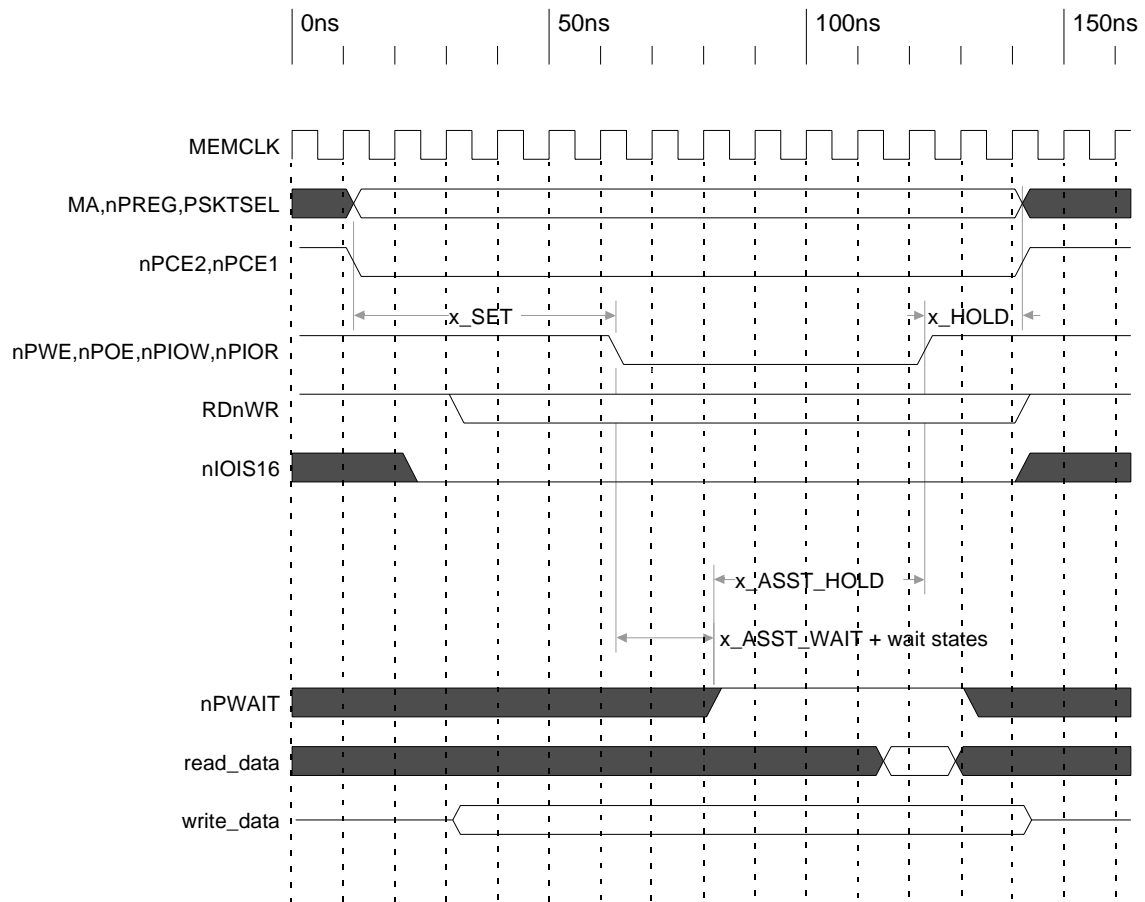 0ns 50ns 100ns 150ns
MEMCLK
MA,nPREG,PSKTSEL
nPCE2,nPCE1
x_SET x_HOLD
nPWE,nPOE,nPIOW,nPIOR
RDnWR
nIOIS16
x_ASST_HOLD
x_ASST_WAIT + wait states
nPWAIT
read_data
write_data